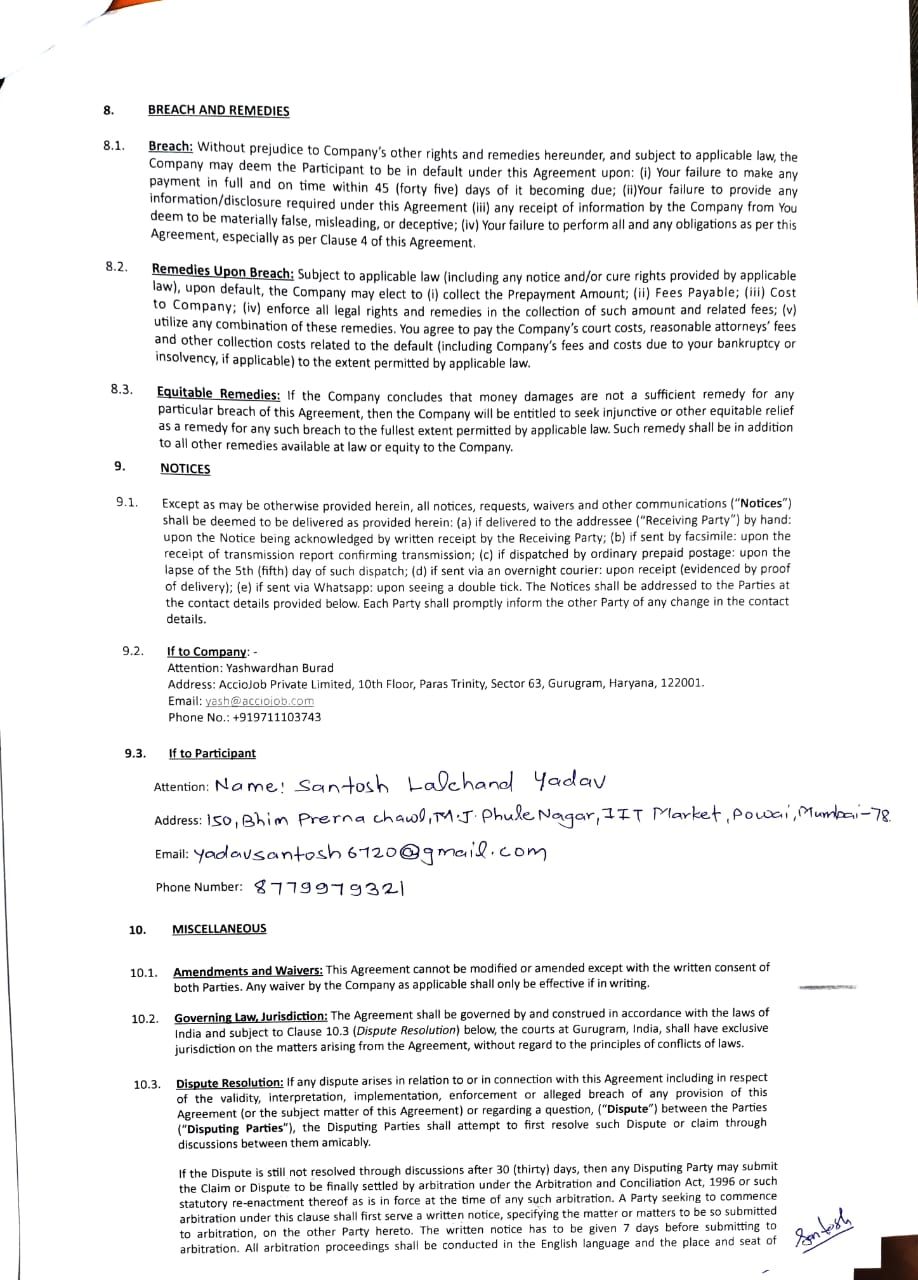 8. BREACH AND REMEDIES
8.1. Breach: Without prejudice to Company's other rights and remedies hereunder, and subject to applicable law, the
Company may deem the Participant to be in default under this Agreement upon: (i) Your failure to make any
payment in full and on time within 45 (forty five) days of it becoming due; (ii)Your failure to provide any
information/disclosure required under this Agreement (iii) any receipt of information by the Company from You
deem to be materially false, misleading, or deceptive; (iv) Your failure to perform all and any obligations as per this
Agreement, especially as per Clause 4 of this Agreement.
8.2. Remedies Upon Breach: Subject to applicable law (including any notice and/or cure rights provided by applicable
law), upon default, the Company may elect to (i) collect the Prepayment Amount; (ii) Fees Payable; (iii) Cost
to Company; (iv) enforce all legal rights and remedies in the collection of such amount and related fees; (v)
utilize any combination of these remedies. You agree to pay the Company's court costs, reasonable attorneys' fees
and other collection costs related to the default (including Company's fees and costs due to your bankruptcy or
insolvency, if applicable) to the extent permitted by applicable law.
8.3. Equitable Remedies: If the Company concludes that money damages are not a sufficient remedy for any
particular breach of this Agreement, then the Company will be entitled to seek injunctive or other equitable relief
as a remedy for any such breach to the fullest extent permitted by applicable law. Such remedy shall be in addition
to all other remedies available at law or equity to the Company.
9. NOTICES
9.1. Except as may be otherwise provided herein, all notices, requests, waivers and other communications ("Notices")
shall be deemed to be delivered as provided herein: (a) if delivered to the addressee ("Receiving Party") by hand:
upon the Notice being acknowledged by written receipt by the Receiving Party; (b) if sent by facsimile: upon the
receipt of transmission report confirming transmission; (c) if dispatched by ordinary prepaid postage: upon the
lapse of the 5th (fifth) day of such dispatch; (d) if sent via an overnight courier: upon receipt (evidenced by proof
of delivery); (e) if sent via Whatsapp: upon seeing a double tick. The Notices shall be addressed to the Parties at
the contact details provided below. Each Party shall promptly inform the other Party of any change in the contact
details.
9.2. If to Company: -
Attention: Yashwardhan Burad
Address: AccioJob Private Limited, 10th Floor, Paras Trinity, Sector 63, Gurugram, Haryana, 122001.
Email: yash@acciojob.com
Phone No.: +919711103743
9.3. If to Participant
Attention: Name: Santosh Lalchand Yadav
Address: 150, Bhim Prerna chawl, M.J. Phule Nagar, IIT Market, Powai, Mumbai-78.
Email: yadavsantosh6720@gmail.com
Phone Number: 8779979321
10. MISCELLANEOUS
10.1. Amendments and Waivers: This Agreement cannot be modified or amended except with the written consent of
both Parties. Any waiver by the Company as applicable shall only be effective if in writing.
10.2. Governing Law, Jurisdiction: The Agreement shall be governed by and construed in accordance with the laws of
India and subject to Clause 10.3 (Dispute Resolution) below, the courts at Gurugram, India, shall have exclusive
jurisdiction on the matters arising from the Agreement, without regard to the principles of conflicts of laws.
10.3. Dispute Resolution: If any dispute arises in relation to or in connection with this Agreement including in respect
of the validity, interpretation, implementation, enforcement or alleged breach of any provision of this
Agreement (or the subject matter of this Agreement) or regarding a question, ("Dispute") between the Parties
("Disputing Parties"), the Disputing Parties shall attempt to first resolve such Dispute or claim through
discussions between them amicably.
If the Dispute is still not resolved through discussions after 30 (thirty) days, then any Disputing Party may submit
the Claim or Dispute to be finally settled by arbitration under the Arbitration and Conciliation Act, 1996 or such
statutory re-enactment thereof as is in force at the time of any such arbitration. A Party seeking to commence
arbitration under this clause shall first serve a written notice, specifying the matter or matters to be so submitted
to arbitration, on the other Party hereto. The written notice has to be given 7 days before submitting to
arbitration. All arbitration proceedings shall be conducted in the English language and the place and seat of
Santosh